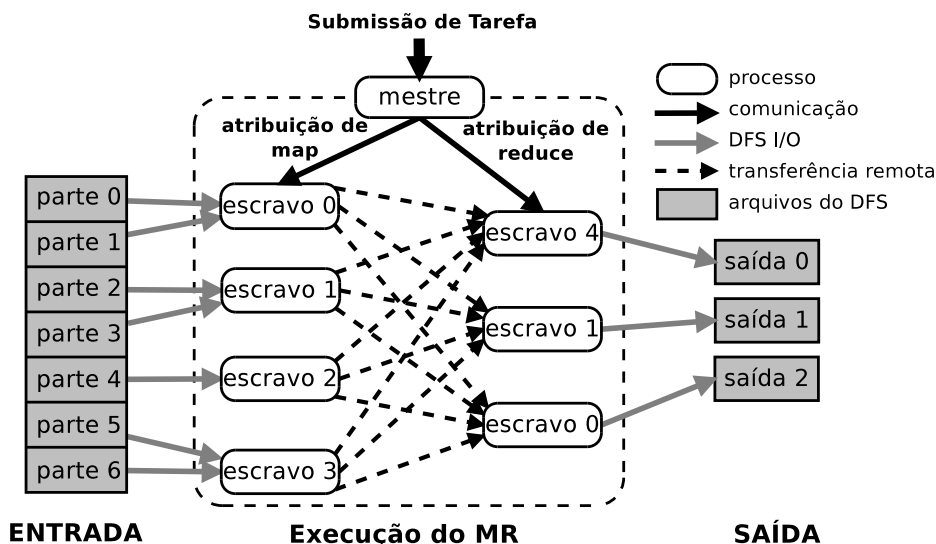 Submissão de Tarefa
mestre
atribuição de
map
atribuição de
reduce
processo
comunicação
DFS I/O
transferência remota
arquivos do DFS
parte 0
parte 1
parte 2
parte 3
parte 4
parte 5
parte 6
escravo 0
escravo 1
escravo 2
escravo 3
escravo 4
escravo 1
escravo 0
saída 0
saída 1
saída 2
ENTRADA
Execução do MR
SAÍDA